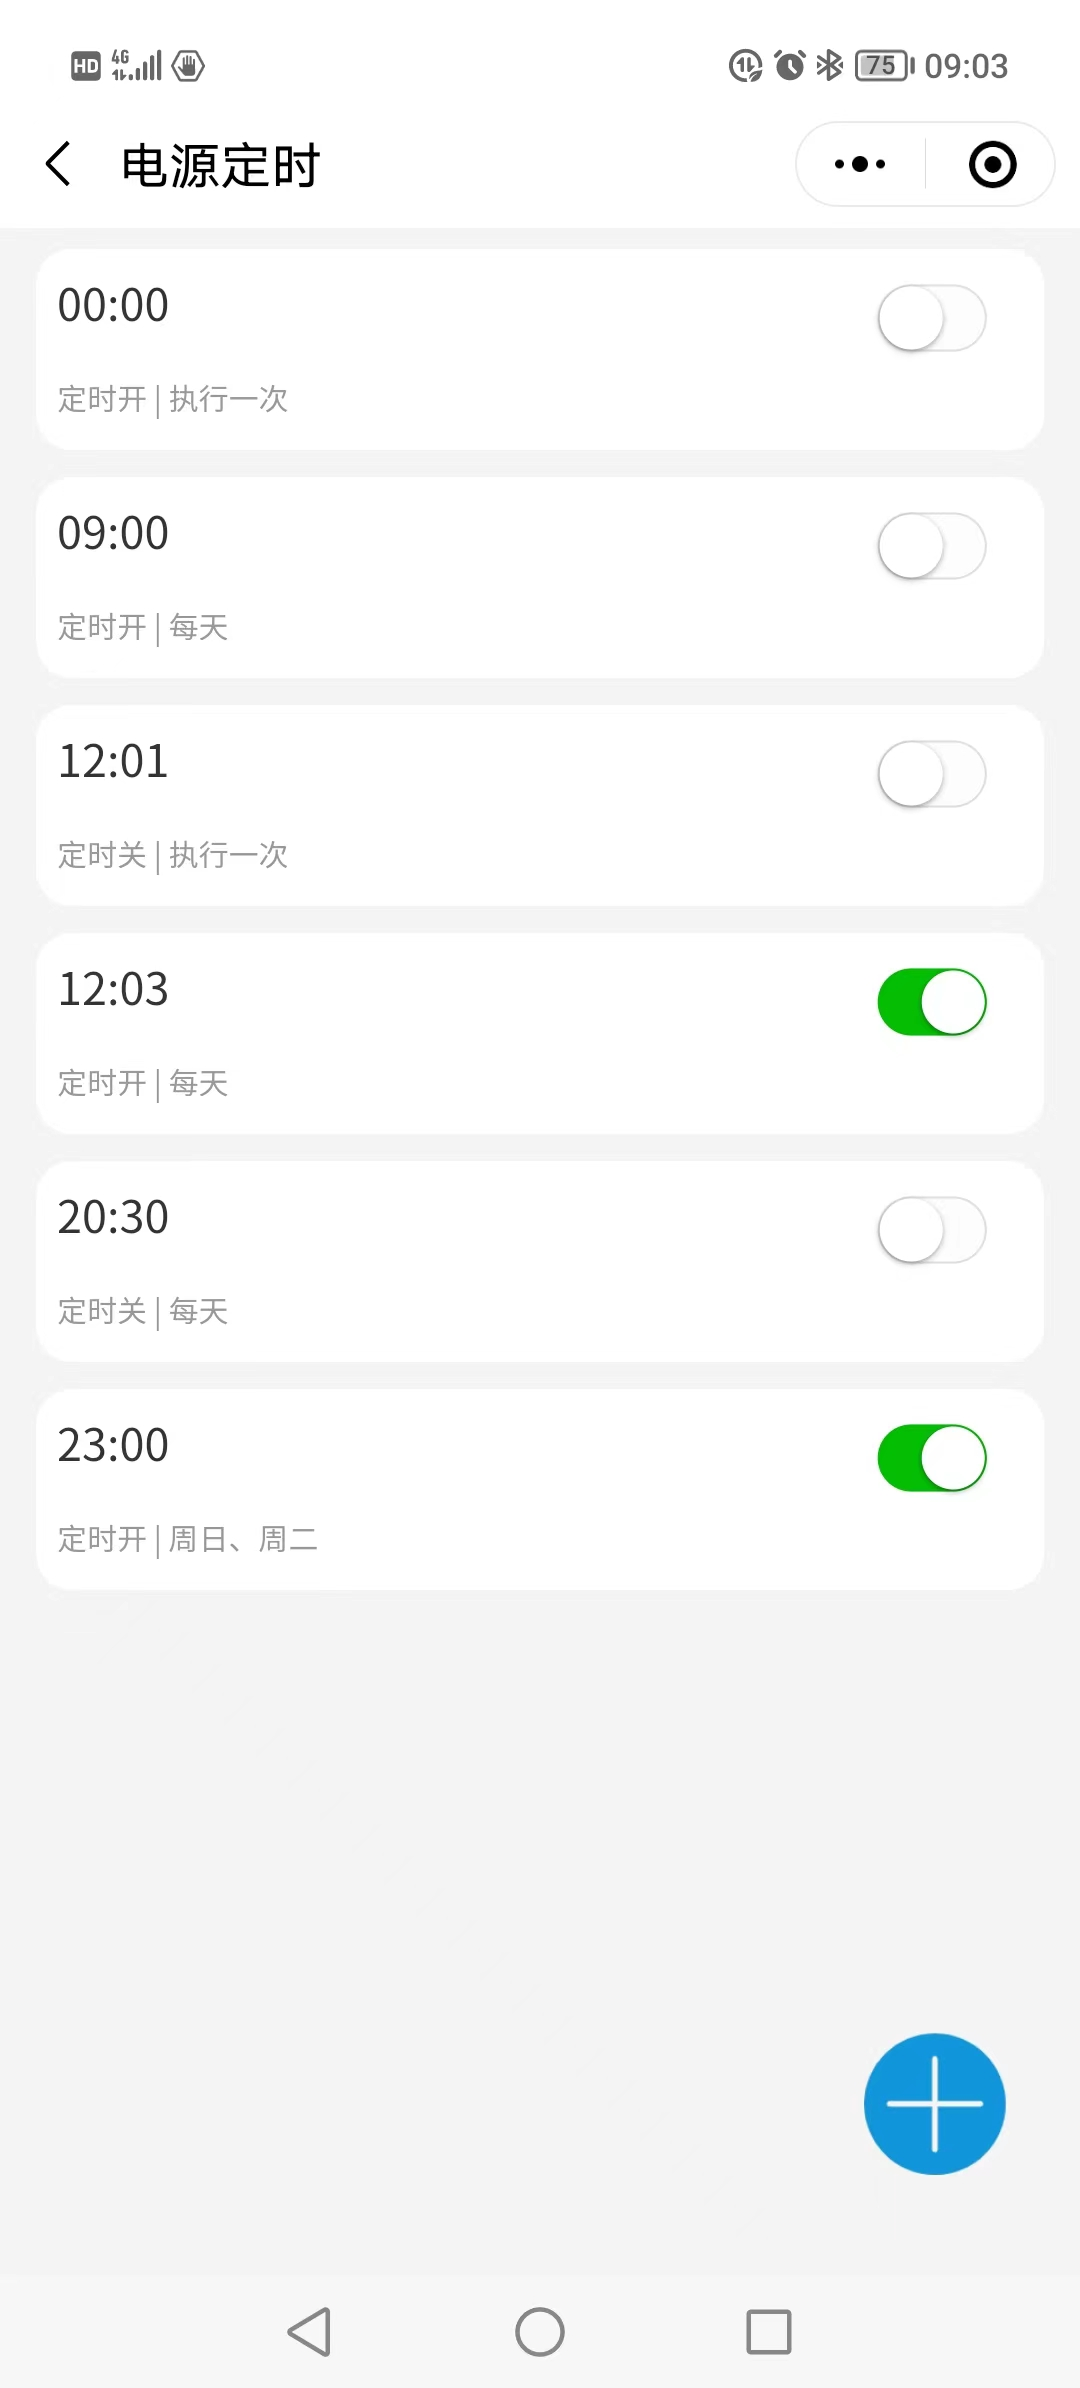 HD 4G 75 09:03
电源定时
00:00
定时开 | 执行一次
09:00
定时开 | 每天
12:01
定时关 | 执行一次
12:03
定时开 | 每天
20:30
定时关 | 每天
23:00
定时开 | 周日、周二